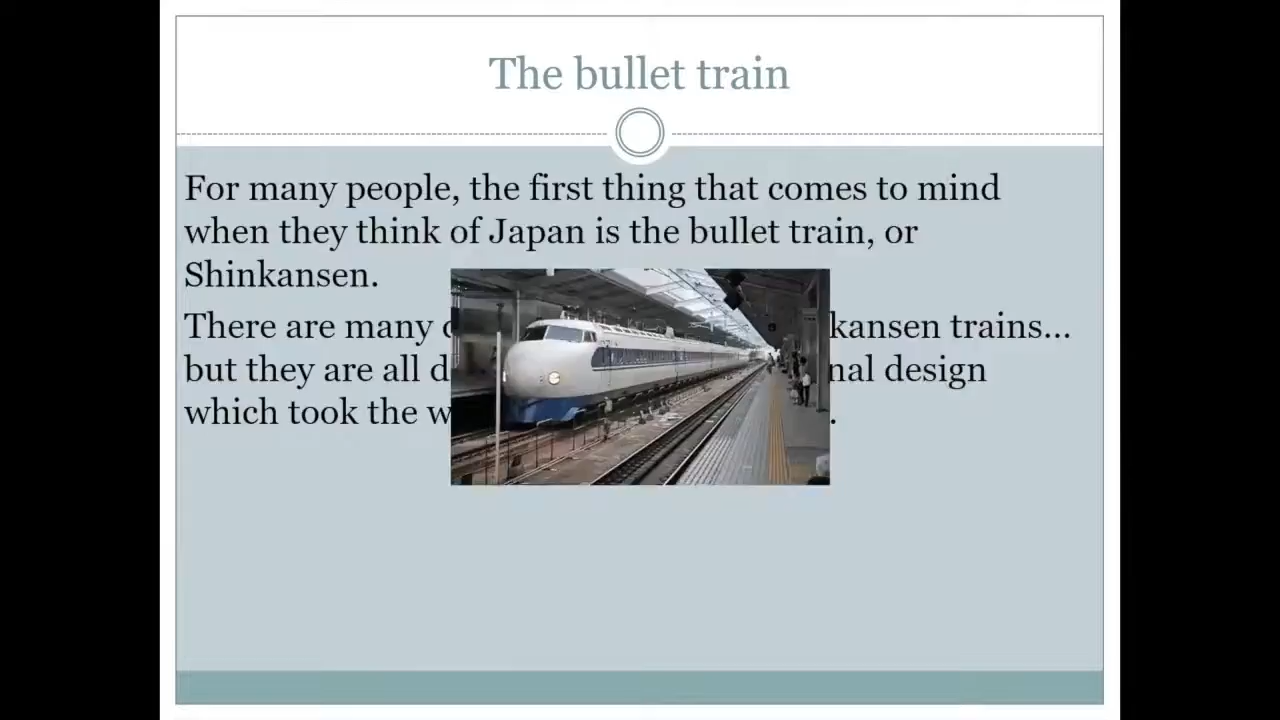 The bullet train
For many people, the first thing that comes to mind
when they think of Japan is the bullet train, or
Shinkansen.
There are many kansen trains...
but they are all nal design
which took the